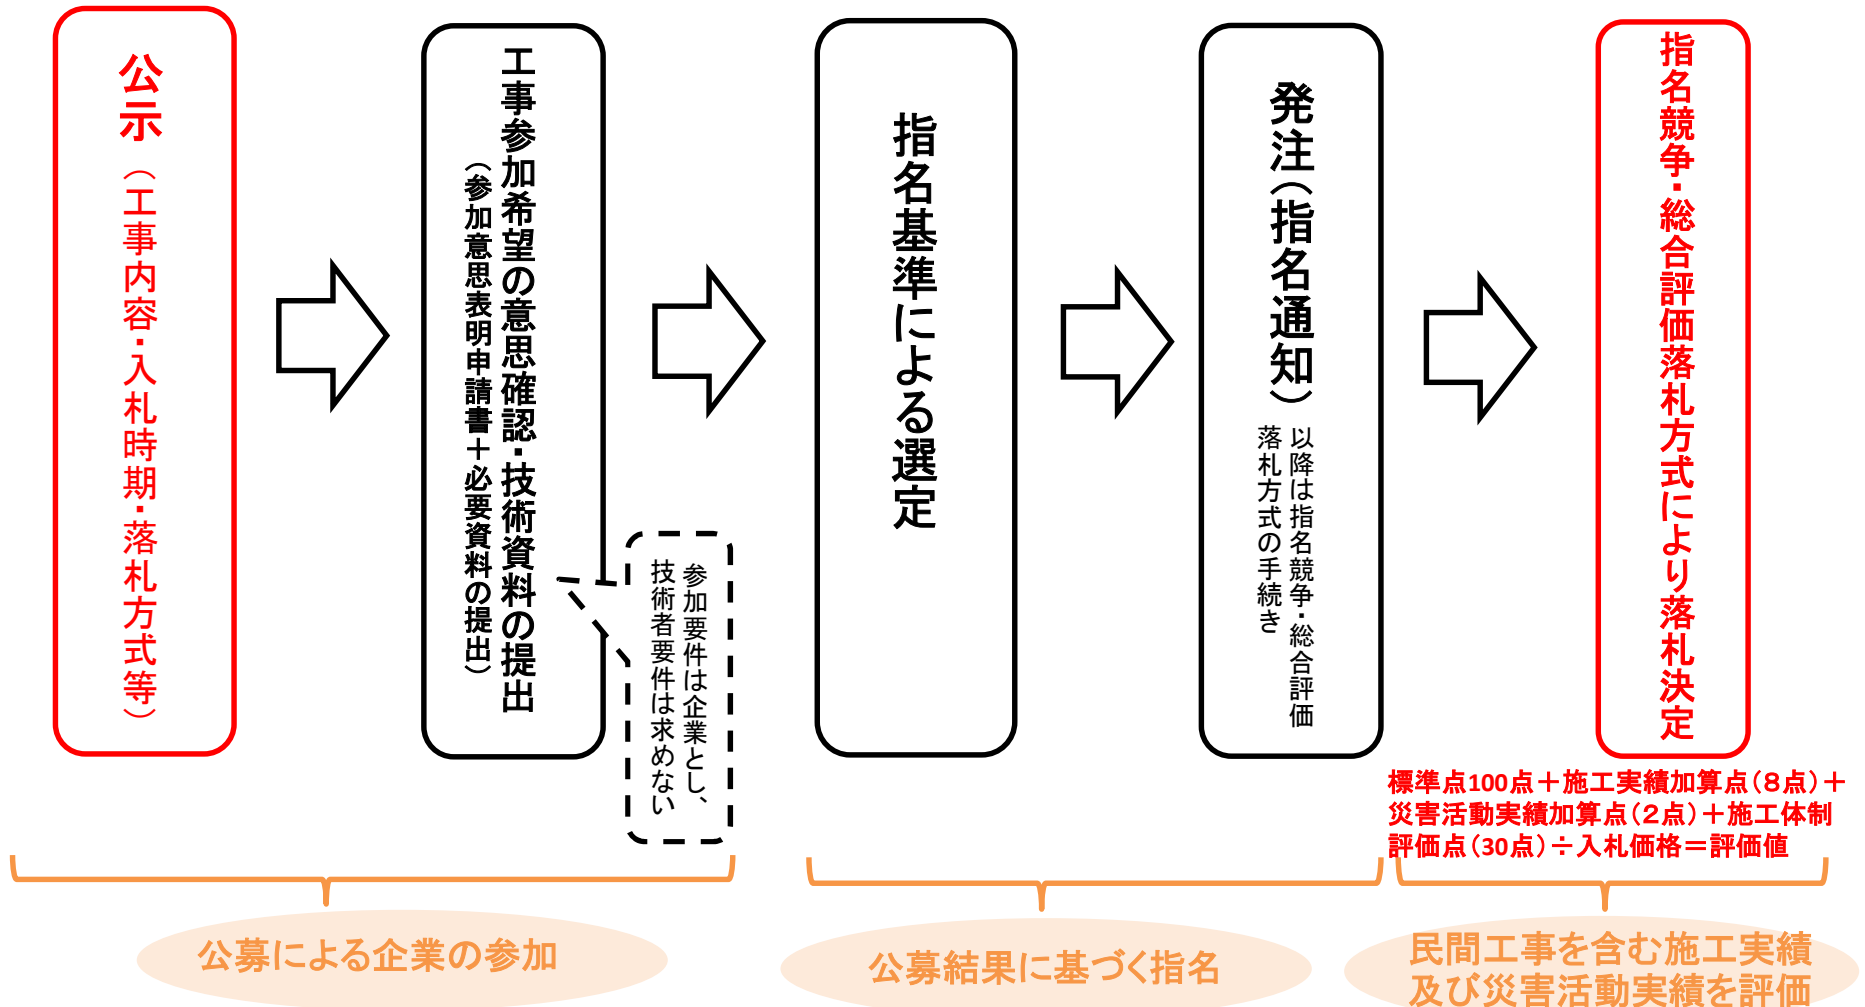 公示（工事内容・入札時期・落札方式等）
工事参加希望の意思確認・技術資料の提出
（参加意思表明申請書＋必要資料の提出）
参加要件は企業とし、
技術者要件は求めない
指名基準による選定
発注（指名通知）
以降は指名競争・総合評価
落札方式の手続き
指名競争・総合評価落札方式により落札決定
標準点100点＋施工実績加算点（８点）＋
災害活動実績加算点（２点）＋施工体制
評価点（30点）÷入札価格＝評価値
公募による企業の参加
公募結果に基づく指名
民間工事を含む施工実績
及び災害活動実績を評価